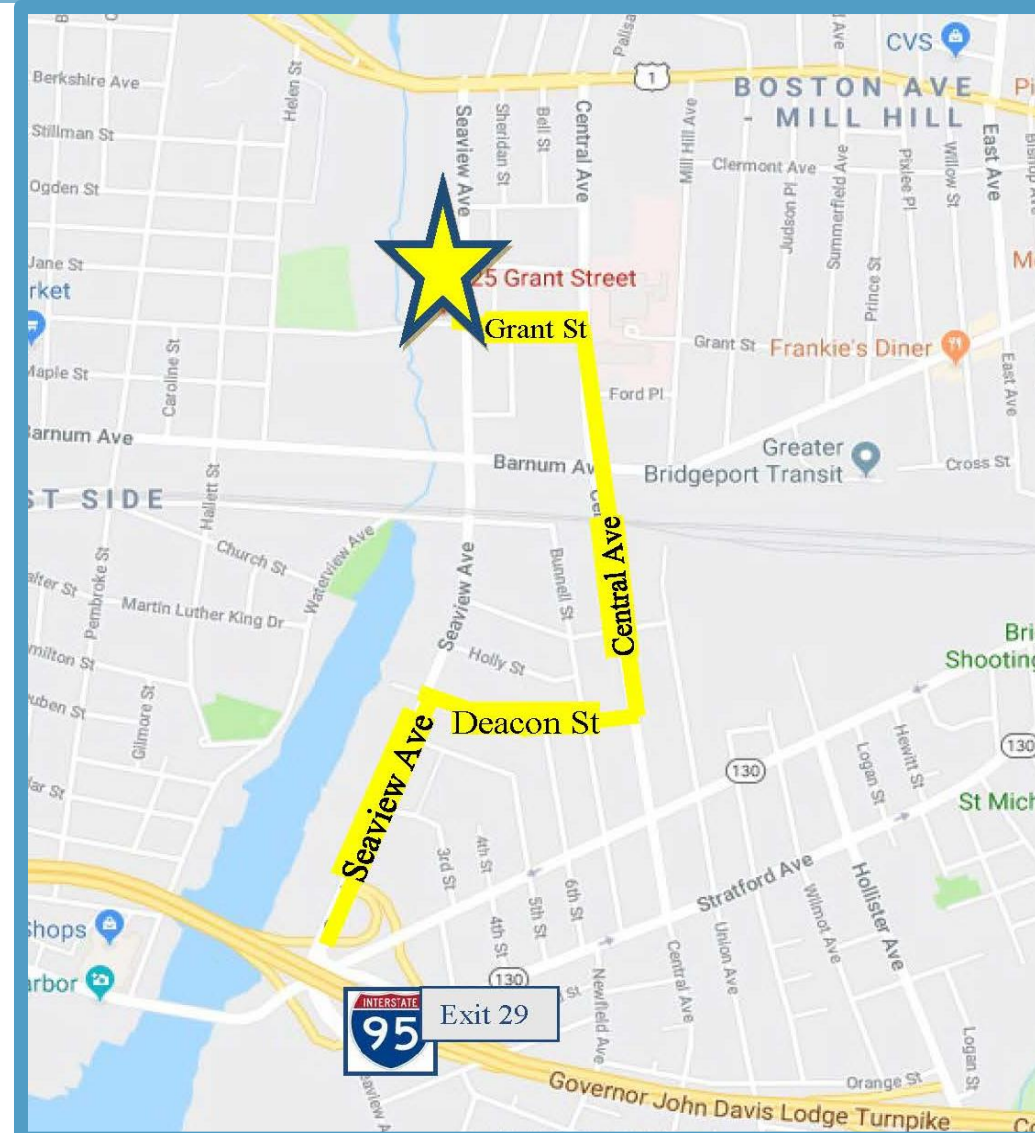 Berkshire Ave
Helen St
1
CVS
BOSTON AVE
MILL HILL
Stillman St
Seaview Ave
Sheridan St
Bell St
Central Ave
Mill Hill Ave
Clermont Ave
Pixlee Pl
Willow St
East Ave
Ogden St
Judson Pl
Summerfield Ave
Jane St
25 Grant Street
Prince St
Grant St
Grant St
Frankie's Diner
Maple St
Caroline St
Ford Pl
East Ave
Barnum Ave
Barnum Av
Greater
Bridgeport Transit
Cross St
ST SIDE
Hallett St
Church St
Waterview Ave
Seaview Ave
Bunnell St
Central Ave
Pembroke St
Martin Luther King Dr
Holly St
Bri
Shooting
Gilmore St
Deacon St
Seaview Ave
130
Logan St
Hewitt St
130
St Mich
3rd St
4th St
5th St
6th St
Stratford Ave
Wilmot Ave
Hollister Ave
4th St
Union Ave
Central Ave
Newfield Ave
130
St
Shops
INTERSTATE
95
Exit 29
Logan St
Orange St
Governor John Davis Lodge Turnpike